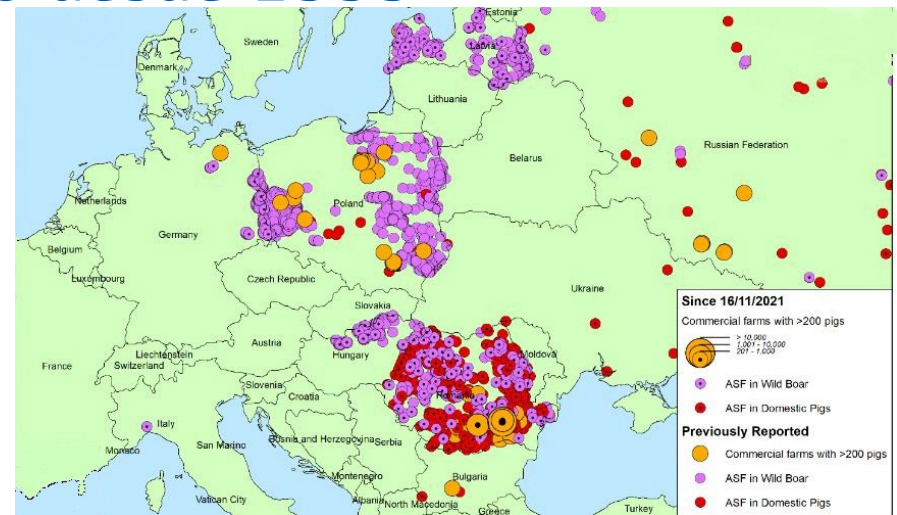 Estonia
Sweden
Latvia
Denmark
Lithuania
Russian Federation
Belarus
Netherlands
Poland
Germany
Belgium
Luxembourg
Czech Republic
Ukraine
Slovakia
Austria
Liechtenstein
Switzerland
Hungary
Moldova
France
Slovenia
Croatia
Romania
Italy
San Marino
Bosnia and Herzegovina
Serbia
Monaco
Montenegro
Bulgaria
Vatican City
Albania
North Macedonia
Greece
Turkey
Since 16/11/2021
Commercial farms with >200 pigs
> 10,000
1,001 - 10,000
201 - 1,000
ASF in Wild Boar
ASF in Domestic Pigs
Previously Reported
Commercial farms with >200 pigs
ASF in Wild Boar
ASF in Domestic Pigs